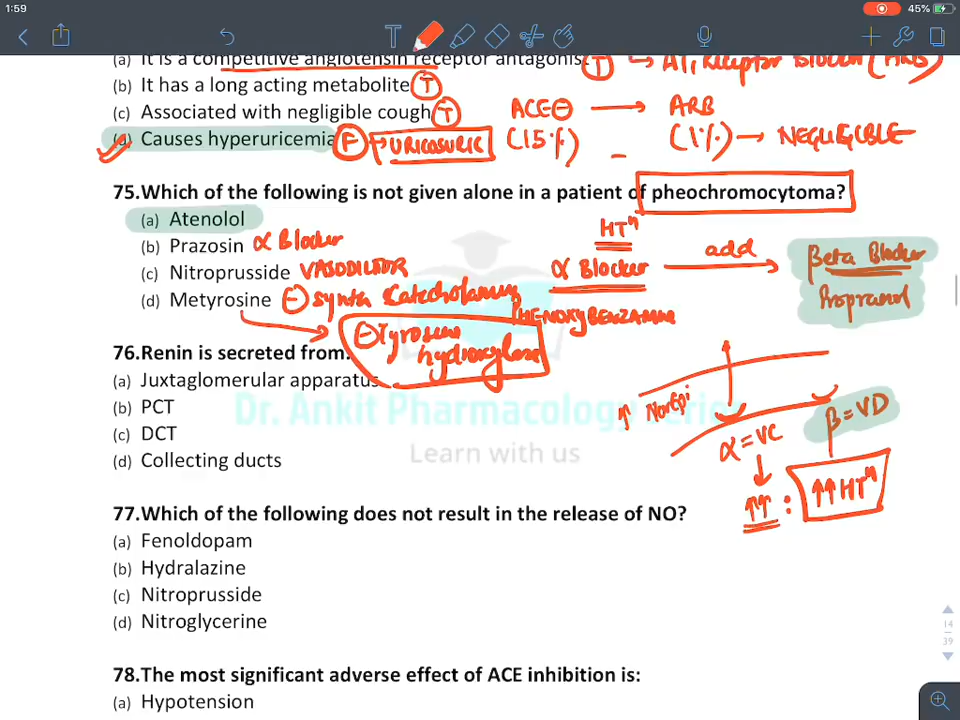 1:59
45%
T
(a) It is a competitive angiotensin receptor antagonist T AT1 Receptor Blocker (ARB)
(b) It has a long acting metabolite T
(c) Associated with negligible cough T
ACE⊖ → ARB
(d) Causes hyperuricemia F → URICOSURIC (15%) (1%) → NEGLIGIBLE
75.Which of the following is not given alone in a patient of pheochromocytoma?
(a) Atenolol
HTⁿ
(b) Prazosin α Blocker
(c) Nitroprusside VASODILATOR
α Blocker add → Beta Blocker
(d) Metyrosine ⊖ synth Catecholamines
PHENOXYBENZAMINE
Propranol
⊖ Tyrosine hydroxylase
76.Renin is secreted from:
(a) Juxtaglomerular apparatus
(b) PCT
(c) DCT
(d) Collecting ducts
↑ NorEpi
α = VC
β = VD
↑↑ : ↑↑ HTⁿ
Dr. Ankit Pharmacology Series
Learn with us
77.Which of the following does not result in the release of NO?
(a) Fenoldopam
(b) Hydralazine
(c) Nitroprusside
(d) Nitroglycerine
14
39
78.The most significant adverse effect of ACE inhibition is:
(a) Hypotension